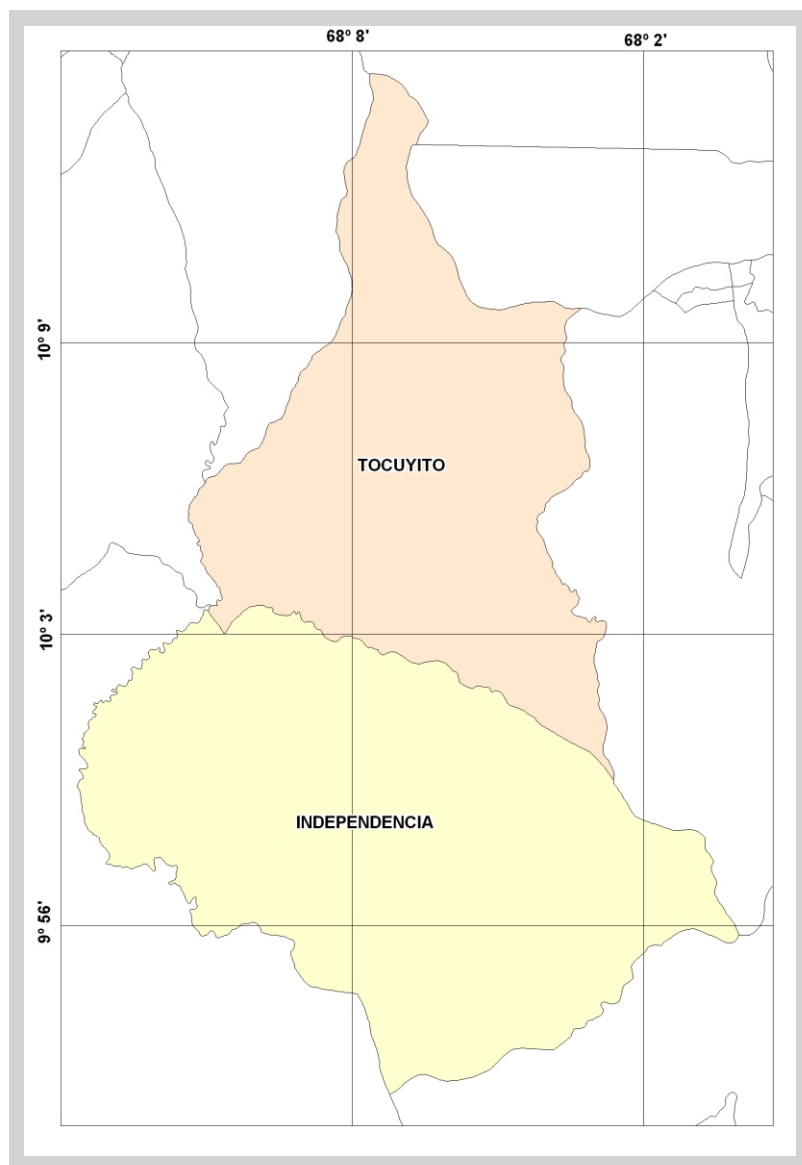 68º 8'
68º 2'
10º 9'
TOCUYITO
10º 3'
INDEPENDENCIA
9º 56'